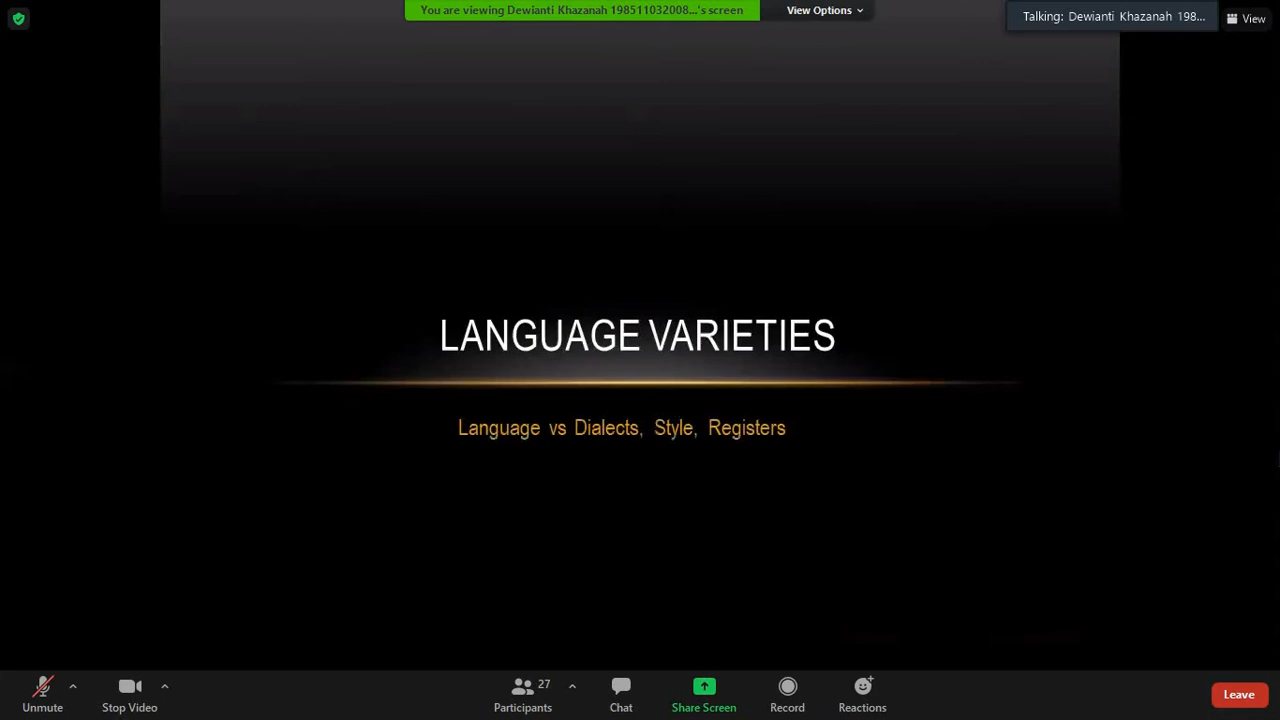 You are viewing Dewianti Khazanah 198511032008...'s screen
View Options
Talking: Dewianti Khazanah 198...
View
LANGUAGE VARIETIES
Language vs Dialects, Style, Registers
Unmute
Stop Video
27
Participants
Chat
Share Screen
Record
Reactions
Leave